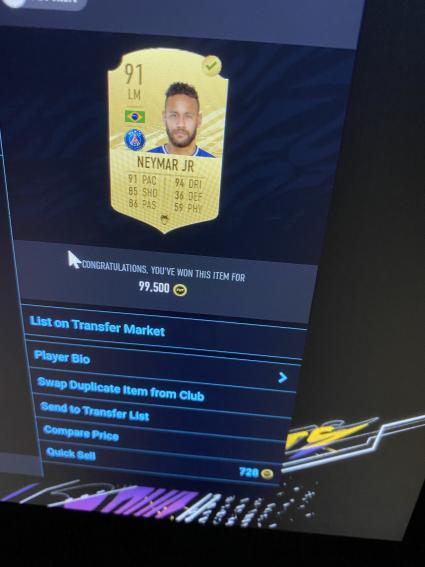 91
LM
NEYMAR JR
91 PAC 94 DRI
85 SHO 36 DEF
86 PAS 59 PHY
CONGRATULATIONS, YOU'VE WON THIS ITEM FOR
99,500
List on Transfer Market
Player Bio
Swap Duplicate Item from Club
Send to Transfer List
Compare Price
Quick Sell 728